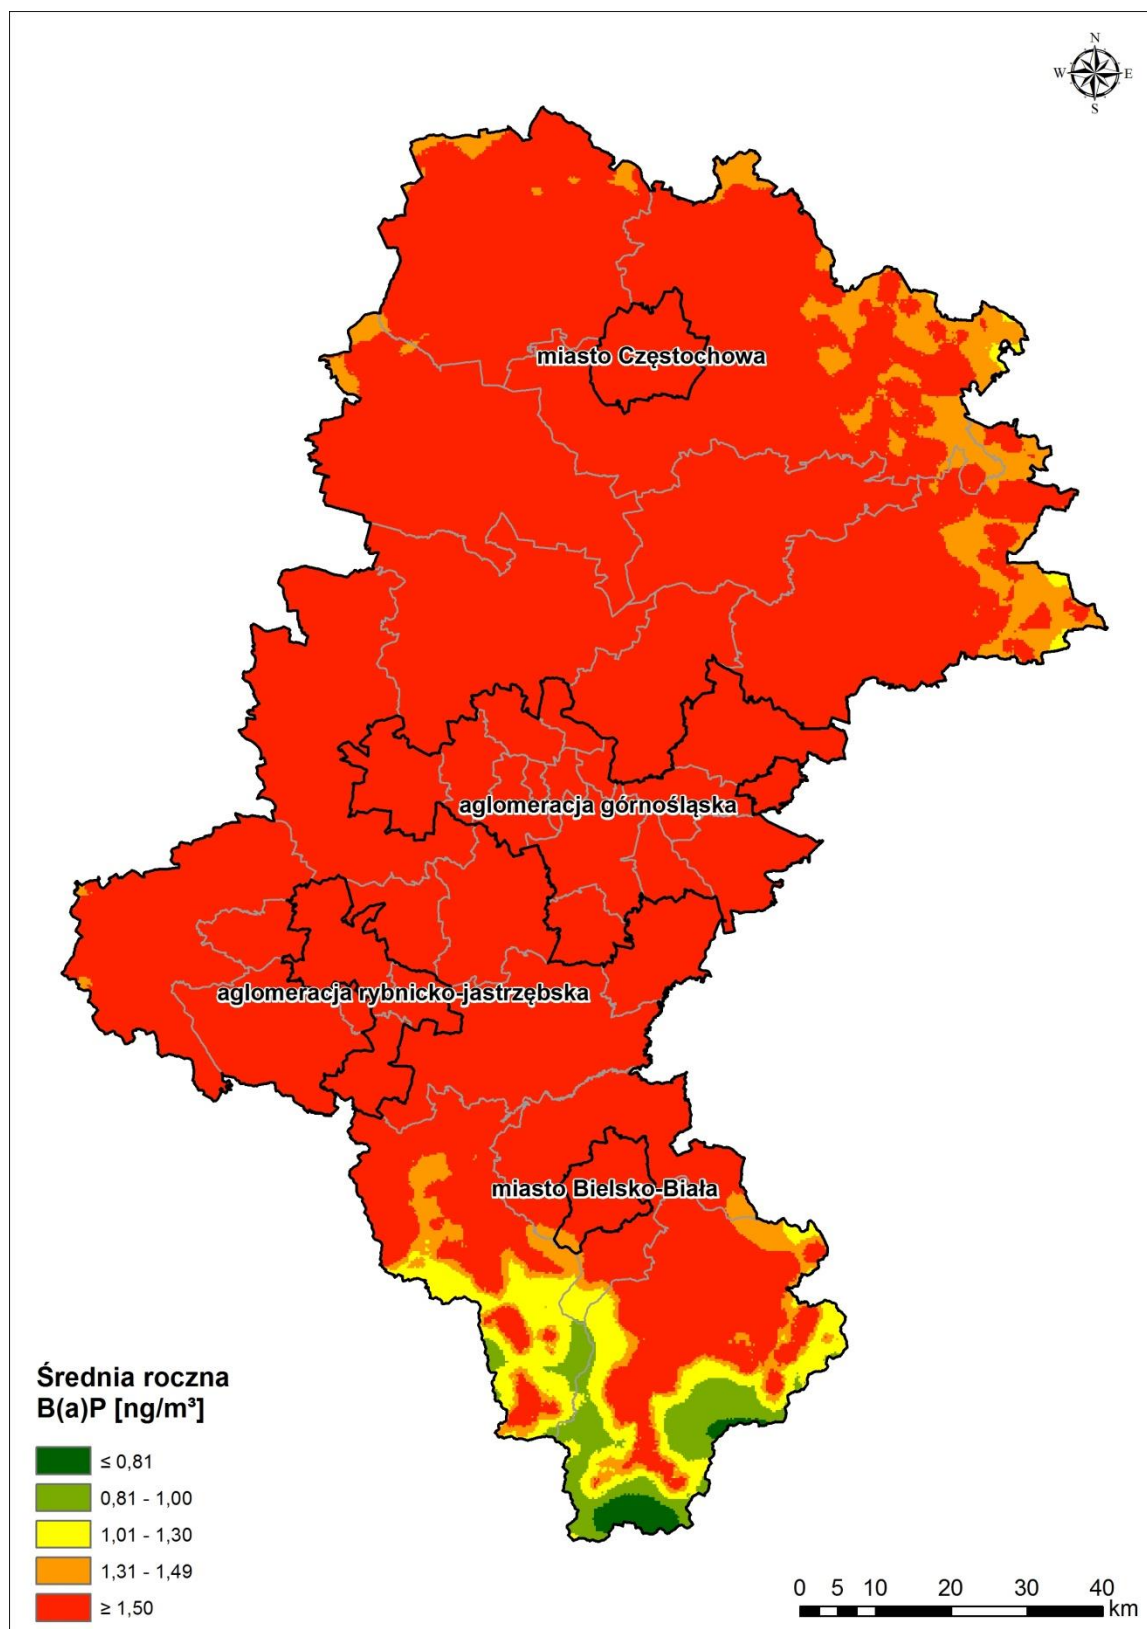 N
W E
S
miasto Częstochowa
aglomeracja górnośląska
aglomeracja rybnicko-jastrzębska
miasto Bielsko-Biała
Średnia roczna
B(a)P [ng/m³]
≤ 0,81
0,81 - 1,00
1,01 - 1,30
1,31 - 1,49
≥ 1,50
0 5 10 20 30 40
km